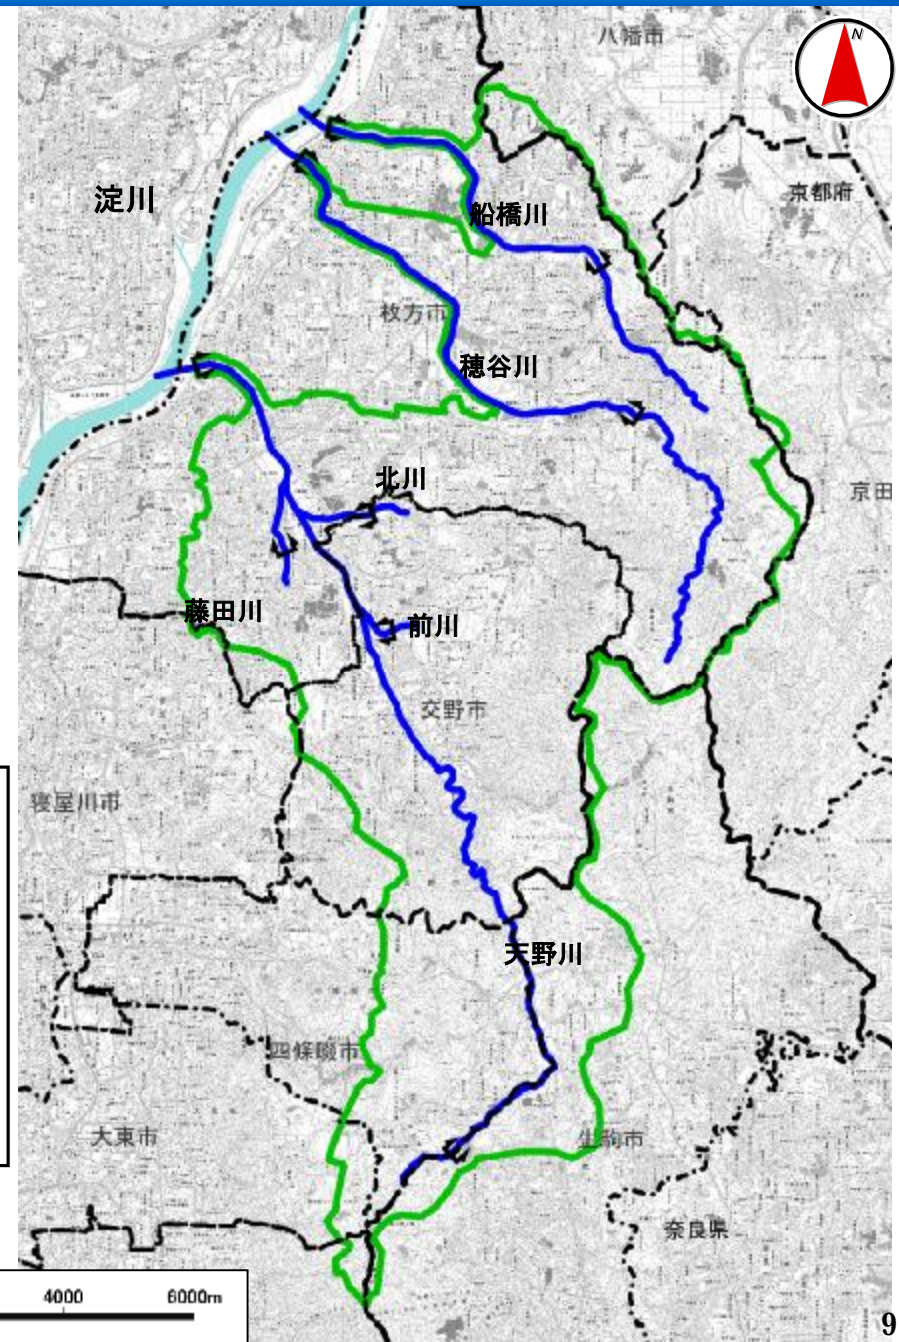 八幡市
N
淀川
京都府
船橋川
枚方市
穂谷川
北川
京田
藤田川
前川
交野市
寝屋川市
天野川
四條畷市
大東市
生駒市
奈良県
4000 6000m
9